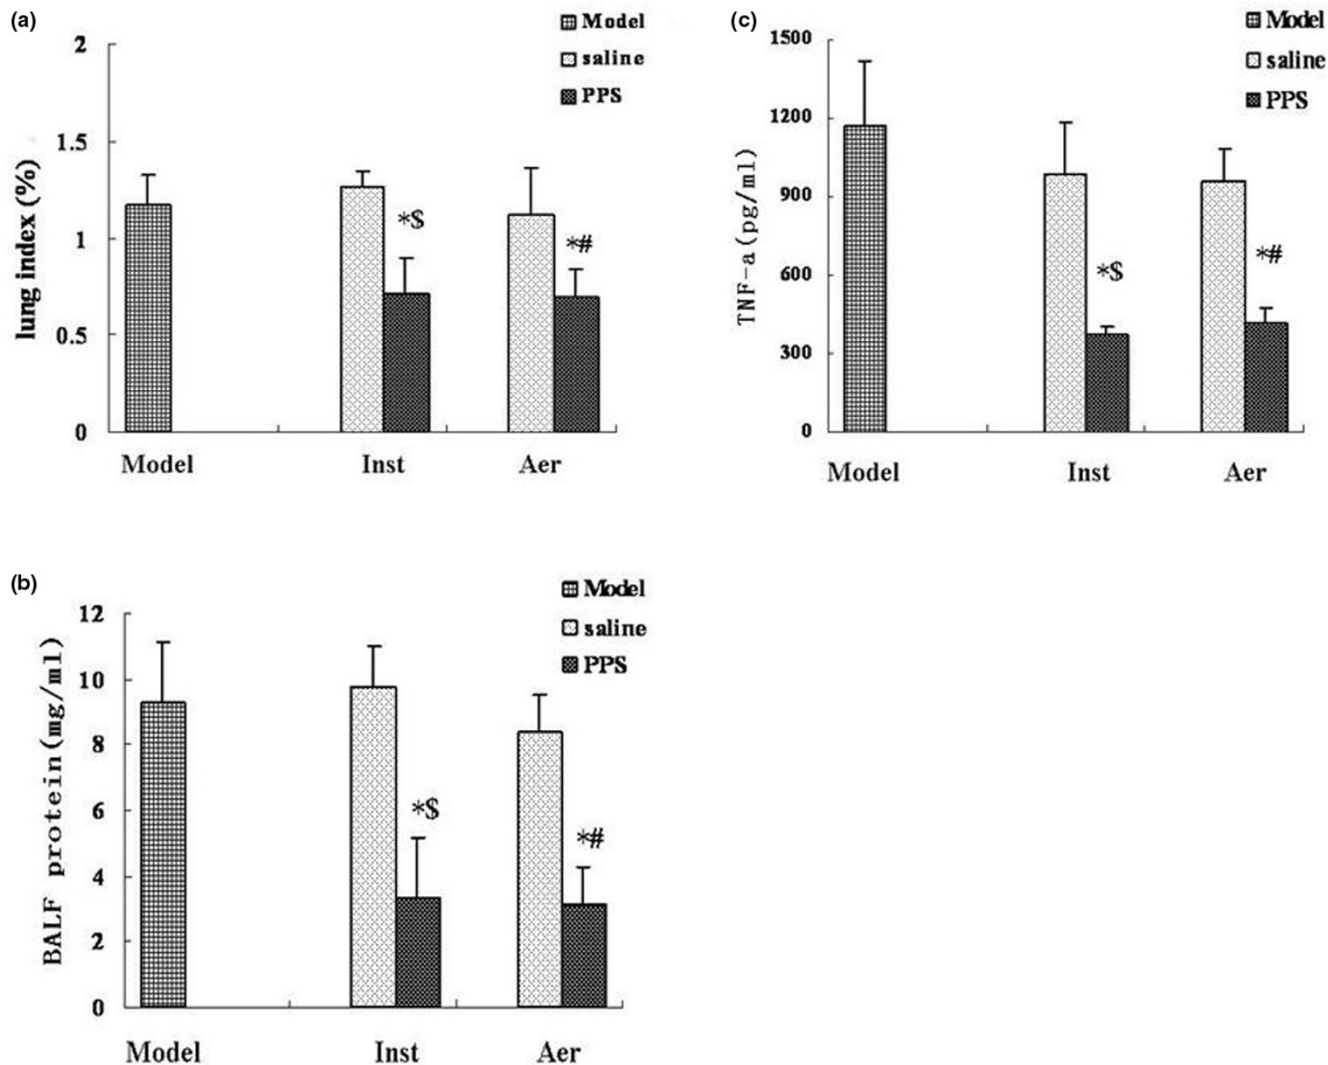 (a)
Model
saline
PPS
2
1.5
1
0.5
0
lung index (%)
*$
*#
Model Inst Aer
(c)
Model
saline
PPS
1500
1200
900
600
300
0
TNF-a(pg/ml)
*$
*#
Model Inst Aer
(b)
Model
saline
PPS
12
10
8
6
4
2
0
BALF protein(mg/ml)
*$
*#
Model Inst Aer